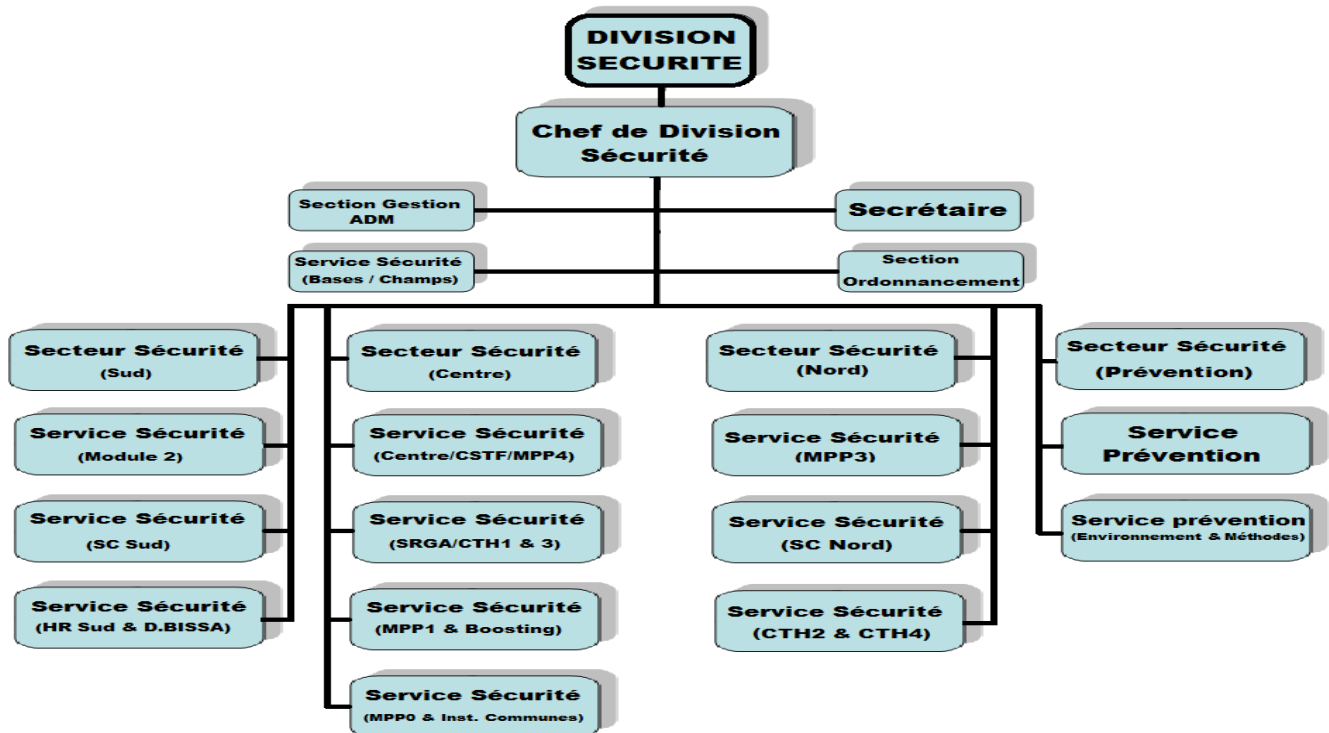 DIVISION
SECURITE
Chef de Division
Sécurité
Section Gestion
ADM
Secrétaire
Service Sécurité
(Bases / Champs)
Section
Ordonnancement
Secteur Sécurité
(Sud)
Service Sécurité
(Module 2)
Service Sécurité
(SC Sud)
Service Sécurité
(HR Sud & D.BISSA)
Secteur Sécurité
(Centre)
Service Sécurité
(Centre/CSTF/MPP4)
Service Sécurité
(SRGA/CTH1 & 3)
Service Sécurité
(MPP1 & Boosting)
Service Sécurité
(MPP0 & Inst. Communes)
Secteur Sécurité
(Nord)
Service Sécurité
(MPP3)
Service Sécurité
(SC Nord)
Service Sécurité
(CTH2 & CTH4)
Secteur Sécurité
(Prévention)
Service
Prévention
Service prévention
(Environnement & Méthodes)